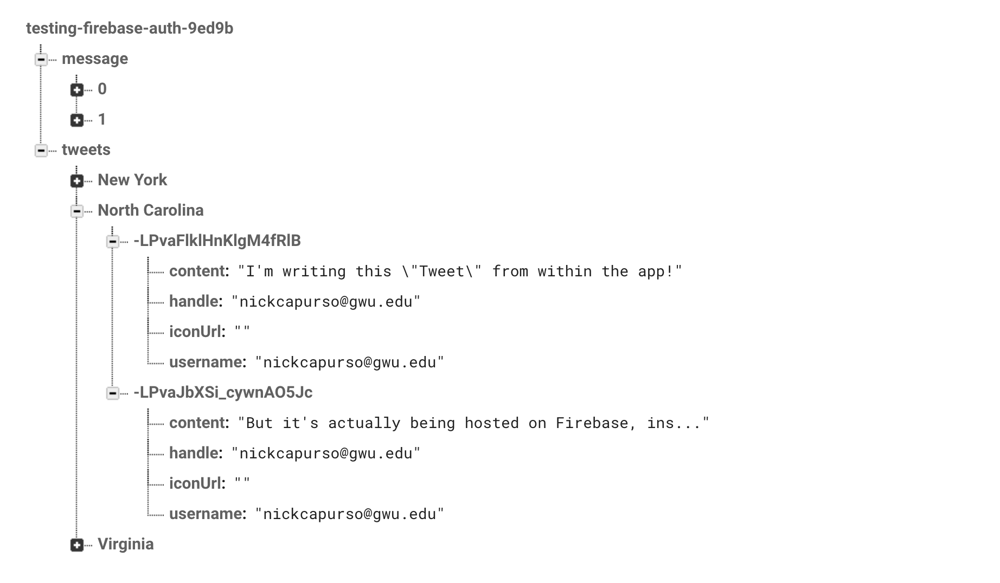 testing-firebase-auth-9ed9b
message
0
1
tweets
New York
North Carolina
-LPvaFlklHnKlgM4fRlB
content: "I'm writing this \"Tweet\" from within the app!"
handle: "nickcapurso@gwu.edu"
iconUrl: ""
username: "nickcapurso@gwu.edu"
-LPvaJbXSi_cywnAO5Jc
content: "But it's actually being hosted on Firebase, ins..."
handle: "nickcapurso@gwu.edu"
iconUrl: ""
username: "nickcapurso@gwu.edu"
Virginia